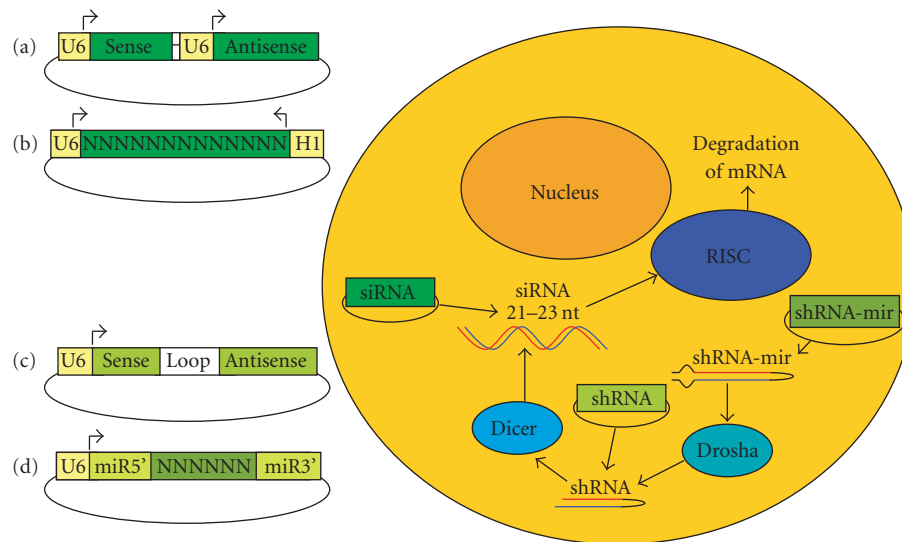 (a)
U6 Sense U6 Antisense
(b)
U6 NNNNNNNNNNNNN H1
(c)
U6 Sense Loop Antisense
(d)
U6 miR5’ NNNNNN miR3’
Nucleus
Degradation
of mRNA
RISC
siRNA
siRNA
21–23 nt
shRNA-mir
shRNA-mir
shRNA
Dicer
Drosha
shRNA